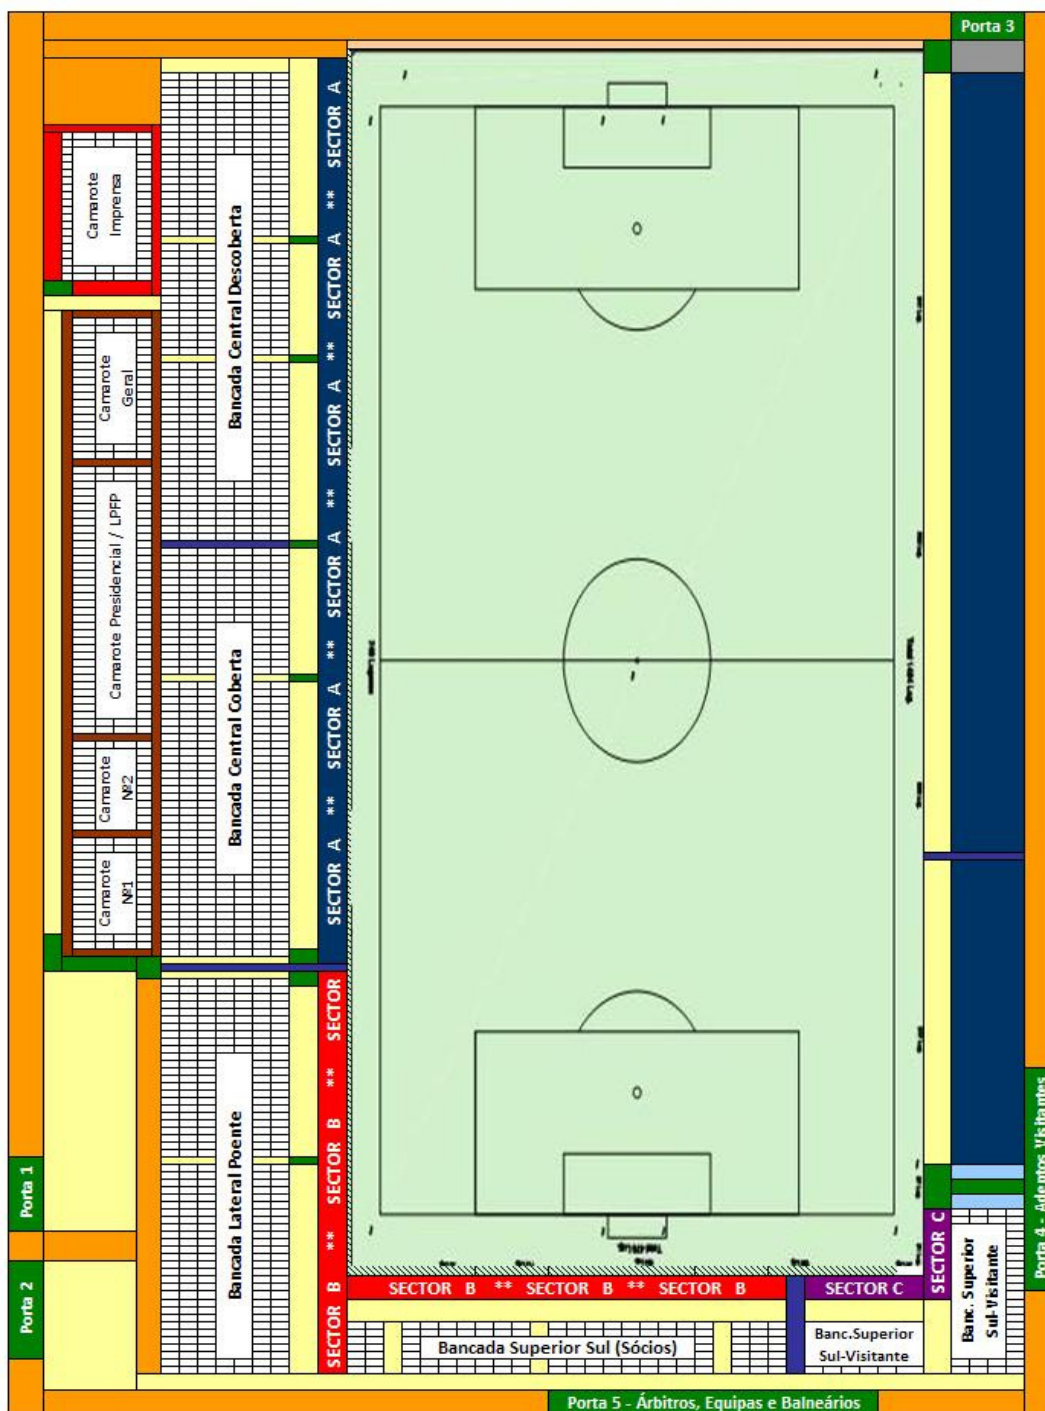 Porta 3
Camarote
Imprensa
Camarote
Geral
Camarote Presidencial / LPFP
Camarote
Nº2
Camarote
Nº1
Bancada Central Descoberta
Bancada Central Coberta
Bancada Lateral Poente
SECTOR A ** SECTOR A ** SECTOR A ** SECTOR A ** SECTOR A ** SECTOR A
SECTOR B ** SECTOR B ** SECTOR
Porta 1
Porta 2
SECTOR B ** SECTOR B ** SECTOR B
SECTOR C
SECTOR C
Bancada Superior Sul (Sócios)
Banc.Superior
Sul-Visitante
Banc. Superior
Sul-Visitante
Porta 4 - Adeptos Visitantes
Porta 5 - Árbitros, Equipas e Balneários